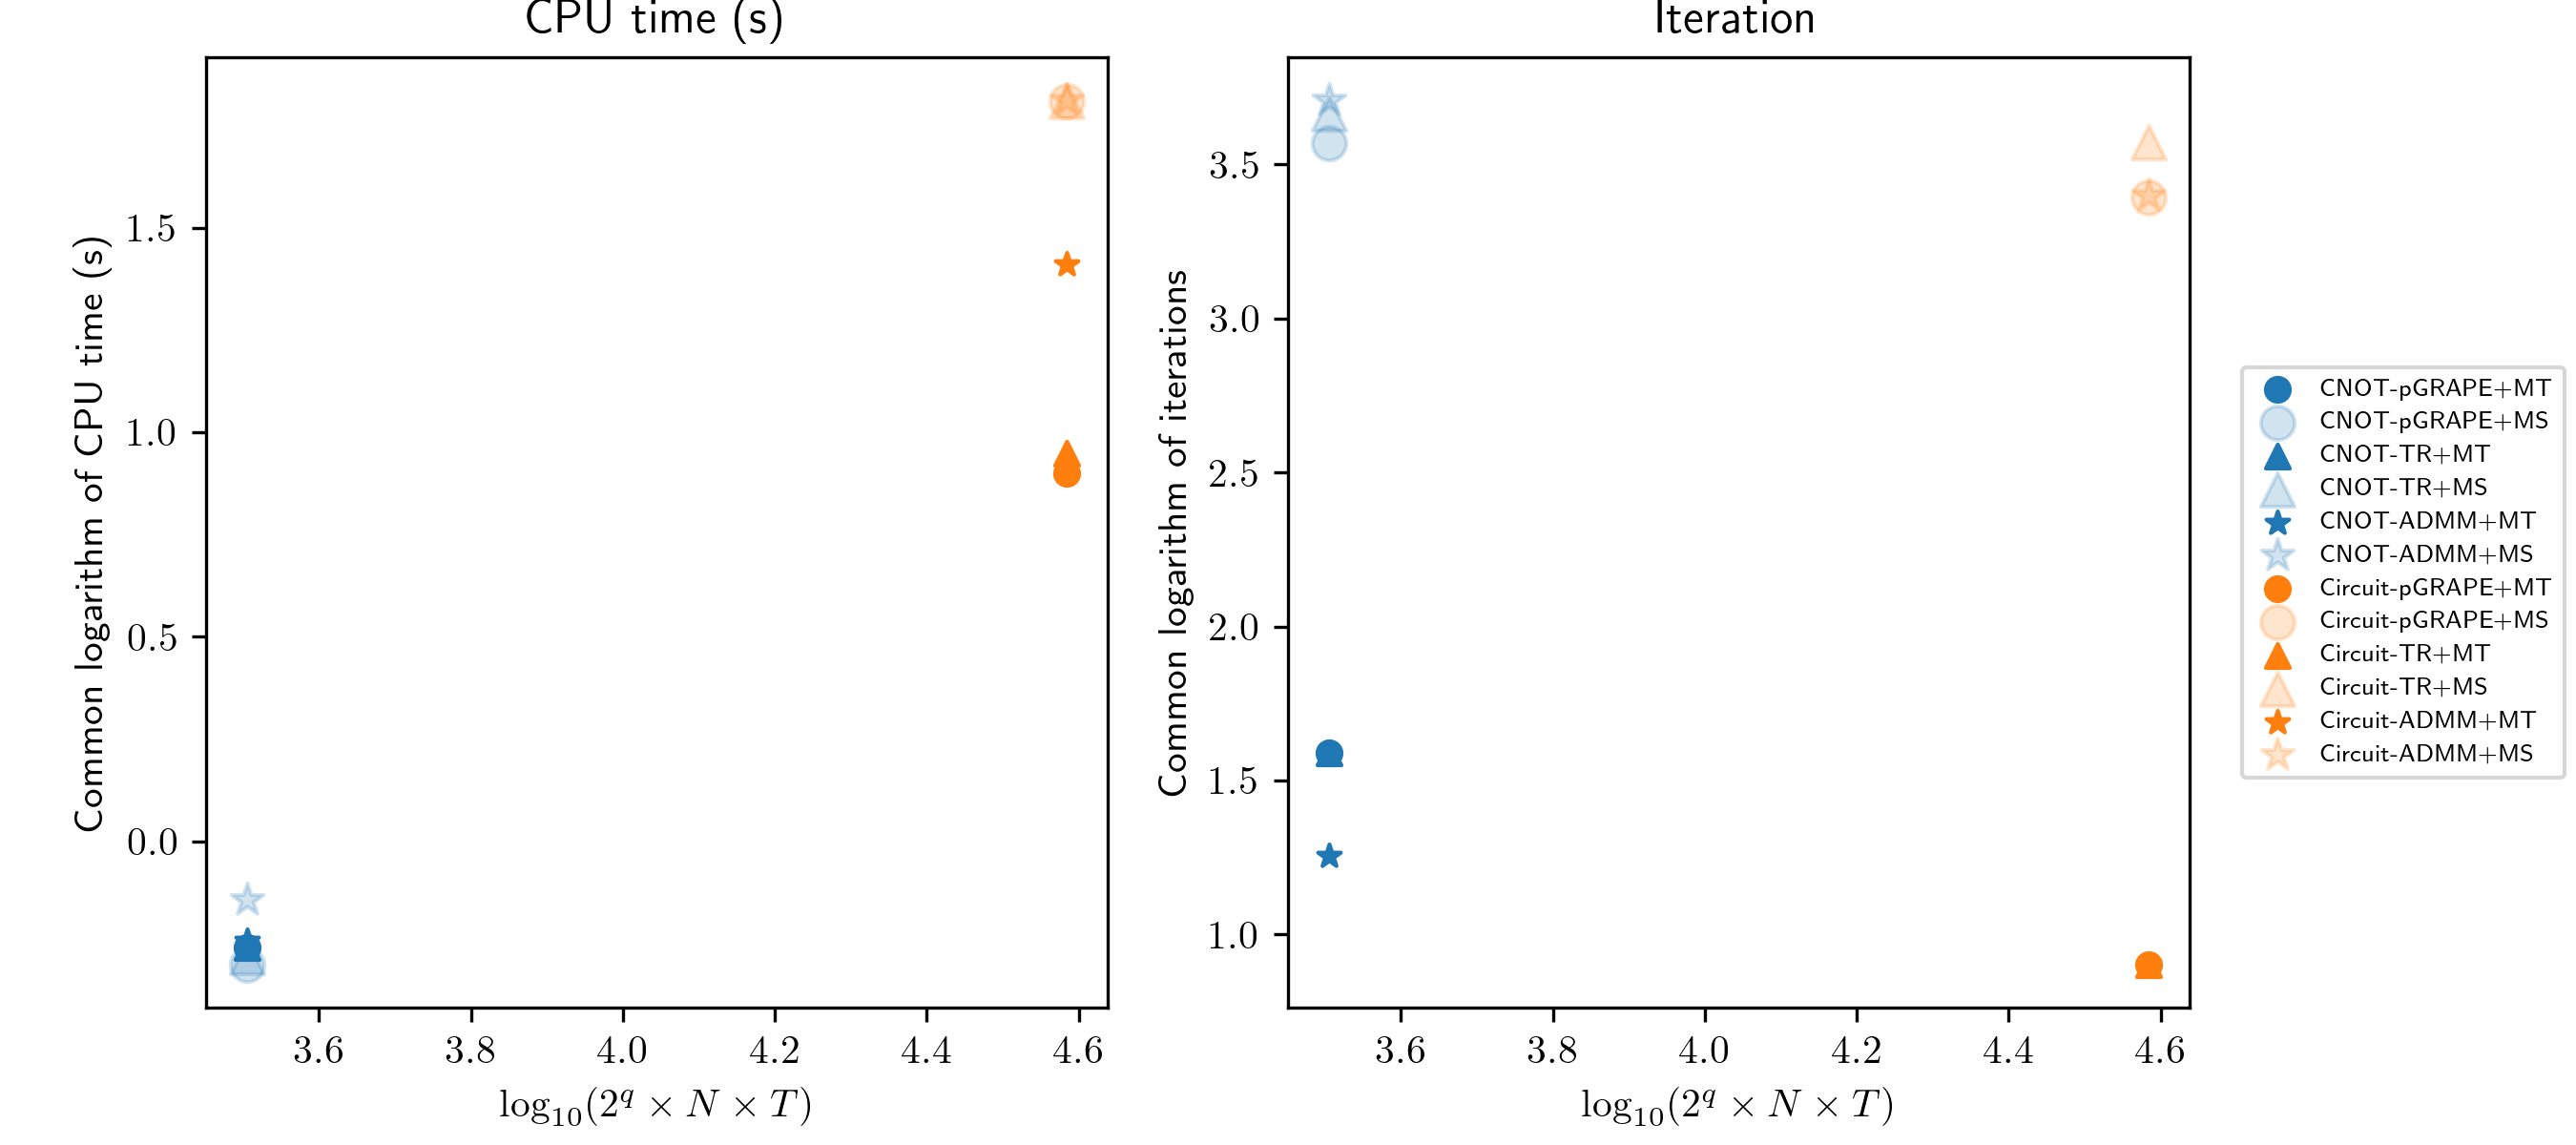 CPU time (s)
Common logarithm of CPU time (s)
1.5
1.0
0.5
0.0
3.6 3.8 4.0 4.2 4.4 4.6
log₁₀(2^q × N × T)
Iteration
Common logarithm of iterations
3.5
3.0
2.5
2.0
1.5
1.0
3.6 3.8 4.0 4.2 4.4 4.6
log₁₀(2^q × N × T)
CNOT-pGRAPE+MT
CNOT-pGRAPE+MS
CNOT-TR+MT
CNOT-TR+MS
CNOT-ADMM+MT
CNOT-ADMM+MS
Circuit-pGRAPE+MT
Circuit-pGRAPE+MS
Circuit-TR+MT
Circuit-TR+MS
Circuit-ADMM+MT
Circuit-ADMM+MS